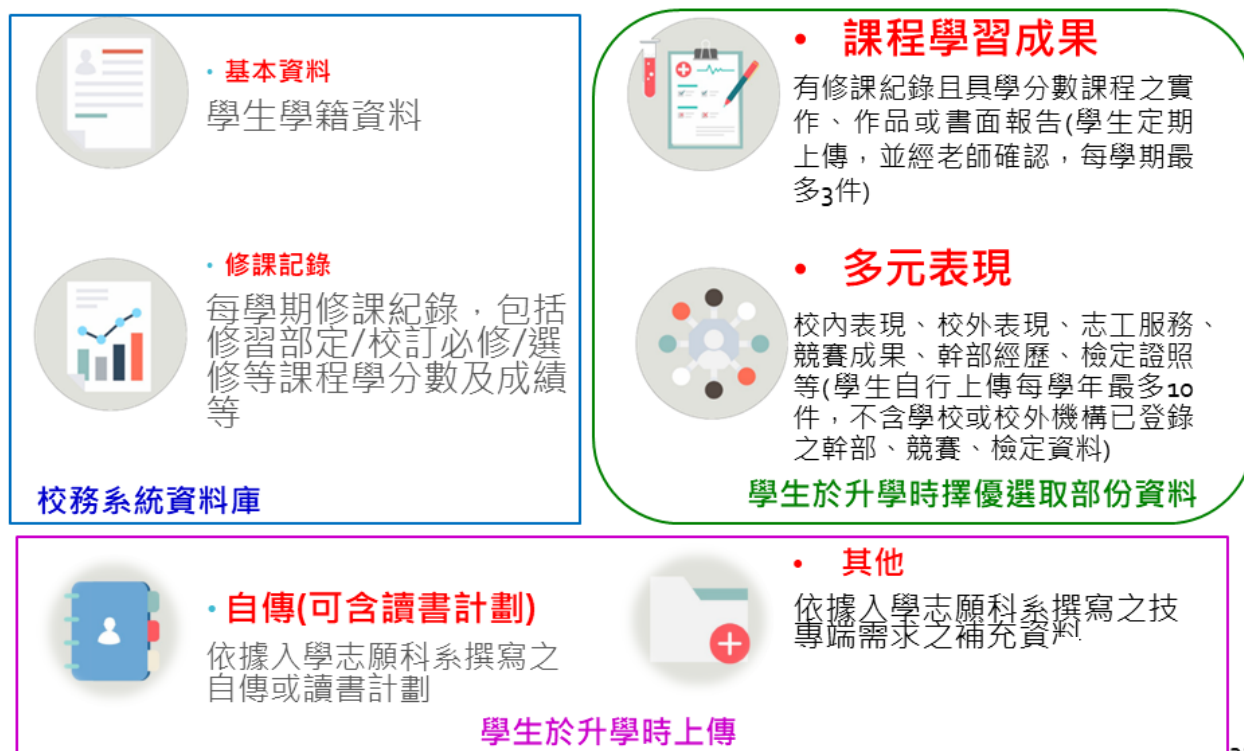 • 基本資料
學生學籍資料
• 修課記錄
每學期修課紀錄，包括
修習部定/校訂必修/選
修等課程學分數及成績
等
校務系統資料庫
• 課程學習成果
有修課紀錄且具學分數課程之實
作、作品或書面報告(學生定期
上傳，並經老師確認，每學期最
多3件)
• 多元表現
校內表現、校外表現、志工服務、
競賽成果、幹部經歷、檢定證照
等(學生自行上傳每學年最多10
件，不含學校或校外機構已登錄
之幹部、競賽、檢定資料)
學生於升學時擇優選取部份資料
• 自傳(可含讀書計劃)
依據入學志願科系撰寫之
自傳或讀書計劃
• 其他
依據入學志願科系撰寫之技
專端需求之補充資料.
學生於升學時上傳